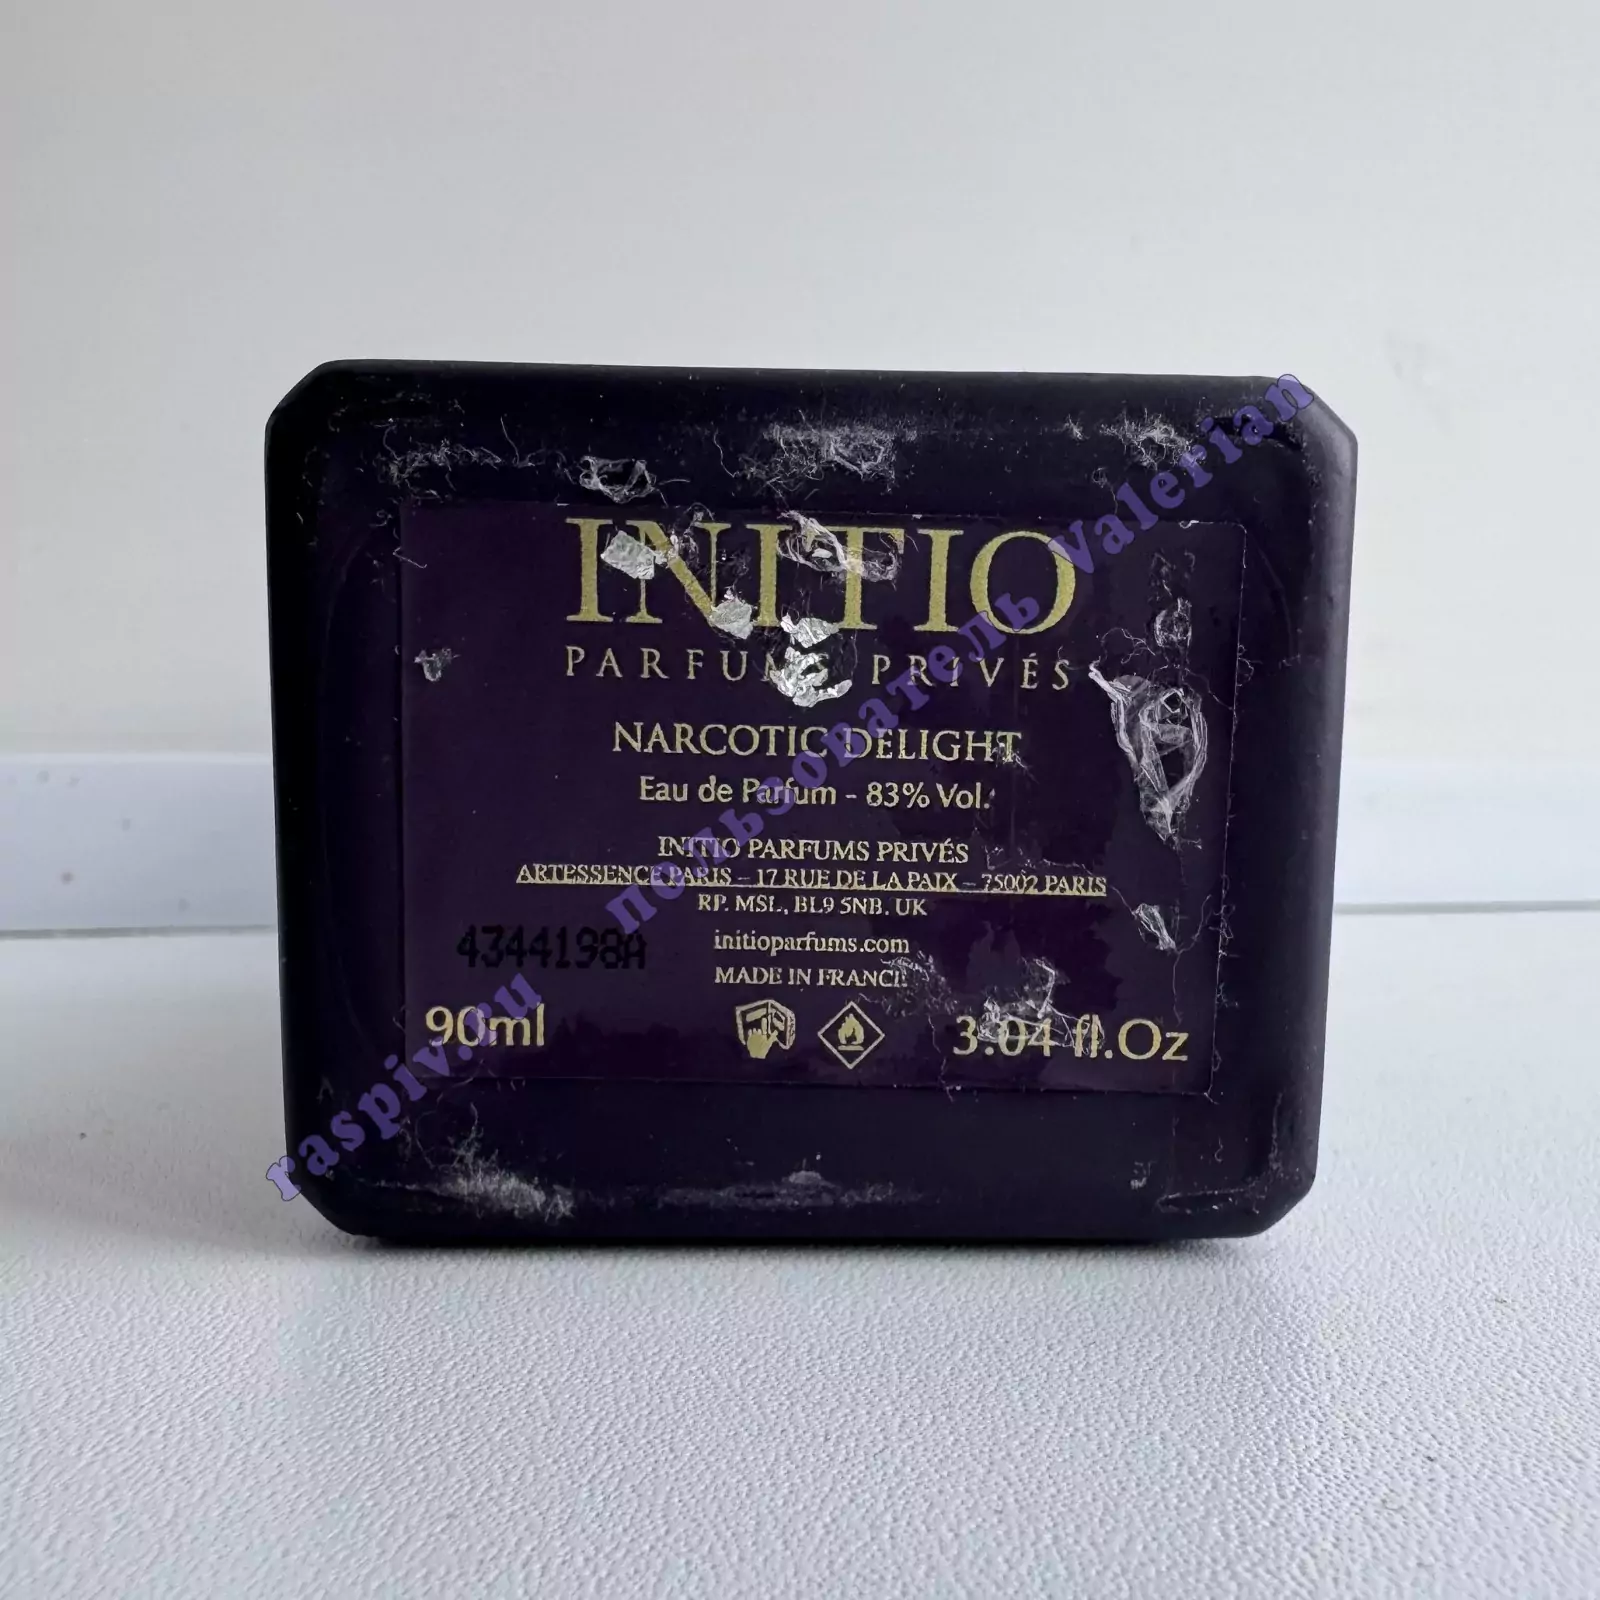 INITIO
PARFUMS PRIVÉS
NARCOTIC DELIGHT
Eau de Parfum - 83% Vol.
INITIO PARFUMS PRIVÉS
ARTESSENCE PARIS - 17 RUE DE LA PAIX - 75002 PARIS
RP. MSL, BL9 5NB. UK
4344198A
initioparfums.com
MADE IN FRANCE
90ml
3.04 fl.Oz
raspiv.ru пользователь Valerian